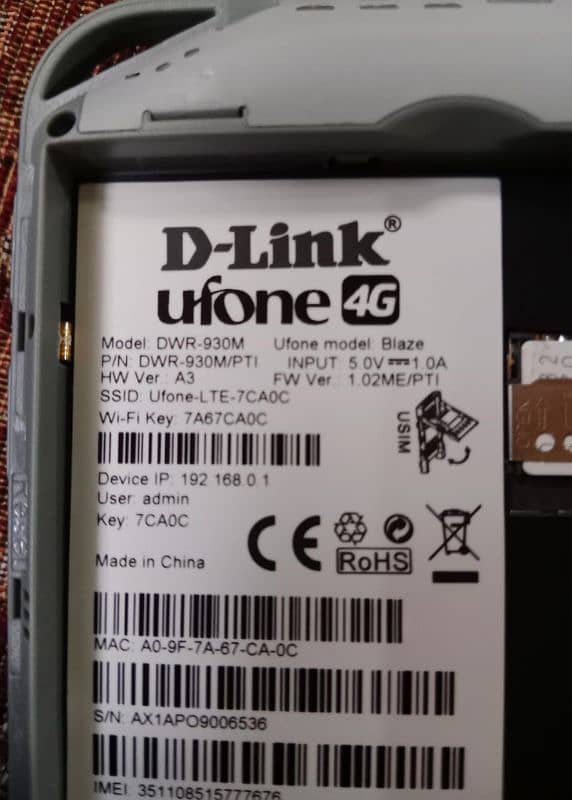 D-Link®
ufone 4G
Model: DWR-930M Ufone model: Blaze
P/N: DWR-930M/PTI INPUT: 5.0V⎓1.0A
HW Ver.: A3 FW Ver.: 1.02ME/PTI
SSID: Ufone-LTE-7CA0C
Wi-Fi Key: 7A67CA0C
USIM
Device IP: 192.168.0.1
User: admin
Key: 7CA0C
CE
RoHS
Made in China
MAC: A0-9F-7A-67-CA-0C
S/N: AX1APO9006536
IMEI: 351108515777676